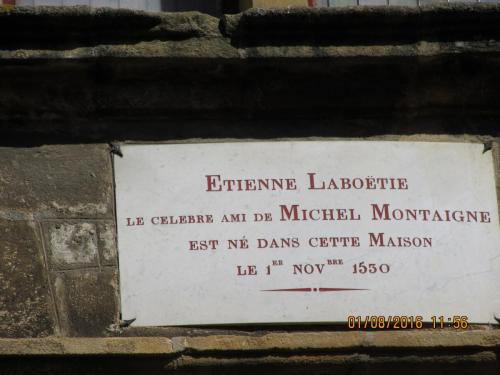 ETIENNE LABOËTIE
LE CELEBRE AMI DE MICHEL MONTAIGNE
EST NÉ DANS CETTE MAISON
LE 1ER NOVBRE 1530
01/08/2016 11:56